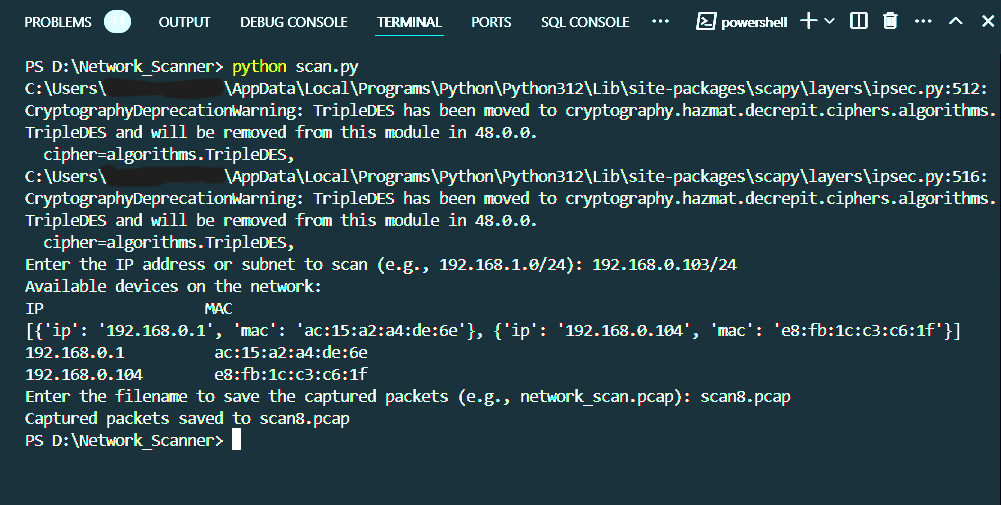 PROBLEMS OUTPUT DEBUG CONSOLE TERMINAL PORTS SQL CONSOLE ··· powershell
PS D:\Network_Scanner> python scan.py
C:\Users\ \AppData\Local\Programs\Python\Python312\Lib\site-packages\scapy\layers\ipsec.py:512:
CryptographyDeprecationWarning: TripleDES has been moved to cryptography.hazmat.decrepit.ciphers.algorithms.
TripleDES and will be removed from this module in 48.0.0.
  cipher=algorithms.TripleDES,
C:\Users\ \AppData\Local\Programs\Python\Python312\Lib\site-packages\scapy\layers\ipsec.py:516:
CryptographyDeprecationWarning: TripleDES has been moved to cryptography.hazmat.decrepit.ciphers.algorithms.
TripleDES and will be removed from this module in 48.0.0.
  cipher=algorithms.TripleDES,
Enter the IP address or subnet to scan (e.g., 192.168.1.0/24): 192.168.0.103/24
Available devices on the network:
IP                  MAC
[{'ip': '192.168.0.1', 'mac': 'ac:15:a2:a4:de:6e'}, {'ip': '192.168.0.104', 'mac': 'e8:fb:1c:c3:c6:1f'}]
192.168.0.1          ac:15:a2:a4:de:6e
192.168.0.104        e8:fb:1c:c3:c6:1f
Enter the filename to save the captured packets (e.g., network_scan.pcap): scan8.pcap
Captured packets saved to scan8.pcap
PS D:\Network_Scanner>